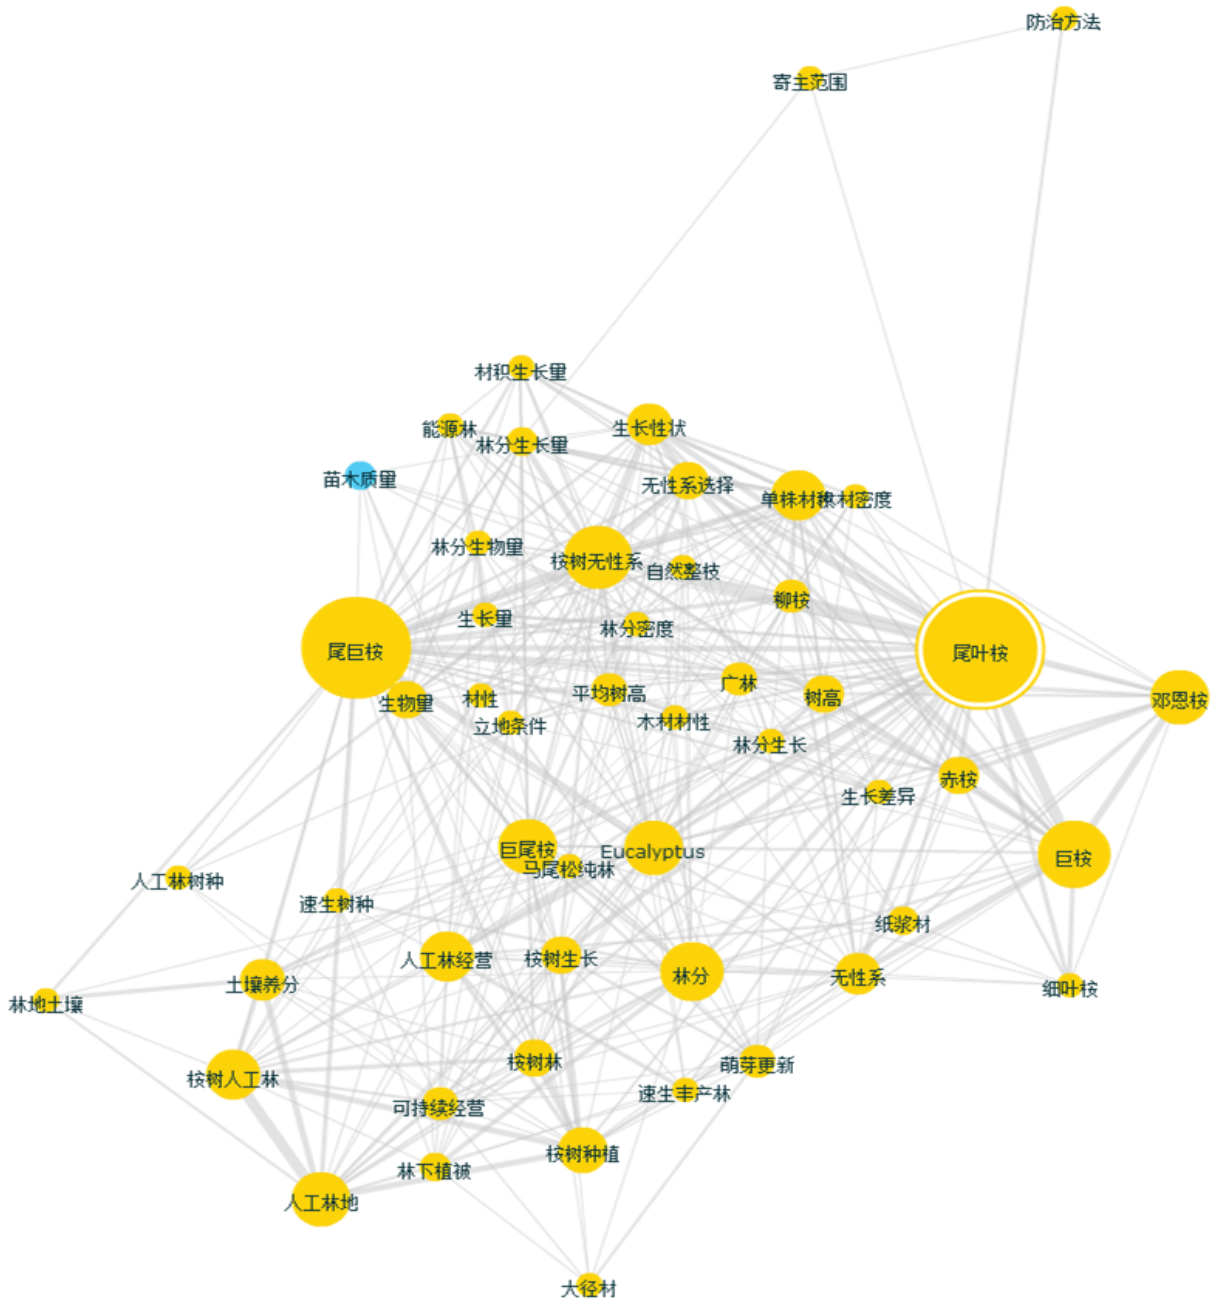 防治方法
寄主范围
材积生长量
能源林
生长性状
林分生长量
苗木质量
无性系选择
单株材积
木材密度
林分生物量
桉树无性系
自然整枝
柳桉
生长量
林分密度
尾巨桉
尾叶桉
生物量
材性
平均树高
广林
树高
邓恩桉
立地条件
木材材性
林分生长
赤桉
生长差异
巨尾桉
Eucalyptus
巨桉
马尾松纯林
人工林树种
速生树种
纸浆材
人工林经营
桉树生长
林分
无性系
土壤养分
细叶桉
林地土壤
桉树林
萌芽更新
桉树人工林
速生丰产林
可持续经营
桉树种植
林下植被
人工林地
大径材